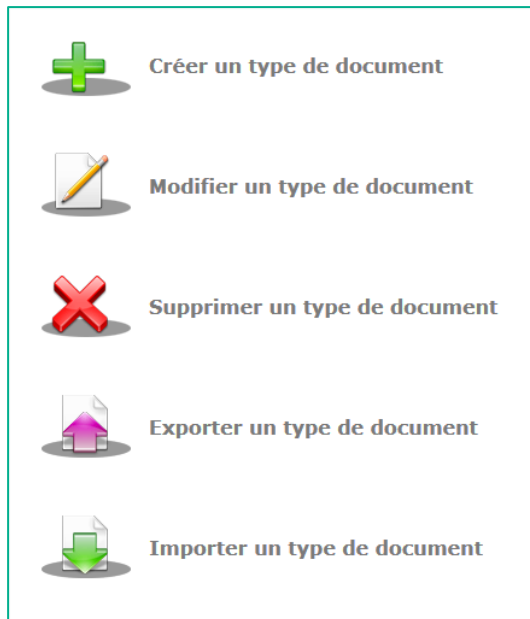 Créer un type de document
Modifier un type de document
Supprimer un type de document
Exporter un type de document
Importer un type de document